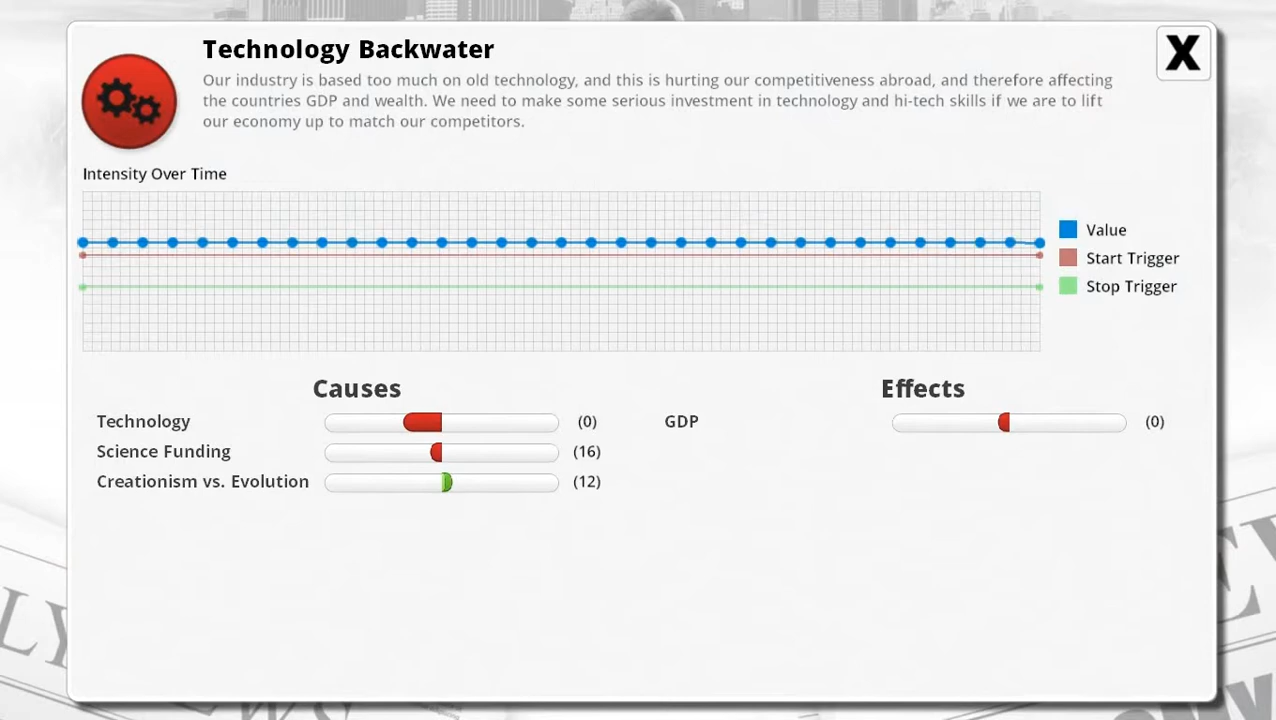 Technology Backwater
X
Our industry is based too much on old technology, and this is hurting our competitiveness abroad, and therefore affecting
the countries GDP and wealth. We need to make some serious investment in technology and hi-tech skills if we are to lift
our economy up to match our competitors.
Intensity Over Time
Value
Start Trigger
Stop Trigger
Causes
Effects
Technology (0) GDP (0)
Science Funding (16)
Creationism vs. Evolution (12)